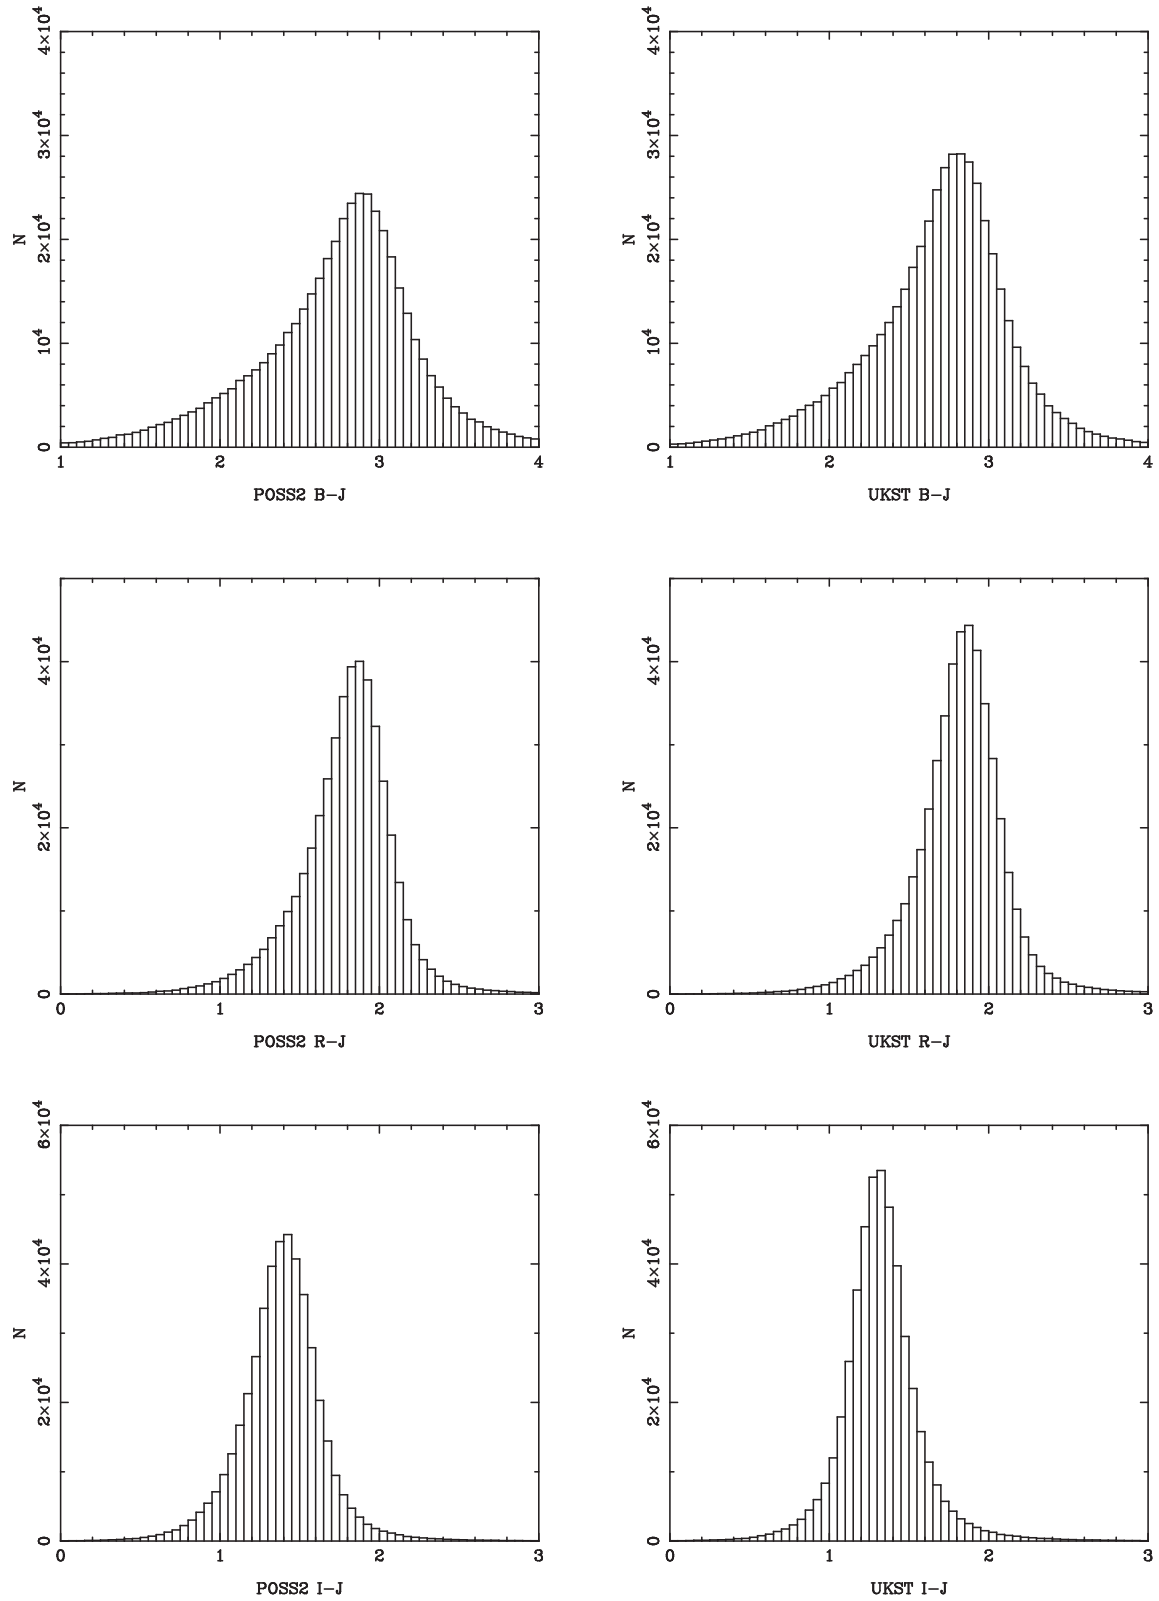 4×10⁴ 4×10⁴
3×10⁴ 3×10⁴
N 2×10⁴ N 2×10⁴
10⁴ 10⁴
0 0
1 2 3 4 1 2 3 4
POSS2 B−J UKST B−J
4×10⁴ 4×10⁴
N N
2×10⁴ 2×10⁴
0 0
0 1 2 3 0 1 2 3
POSS2 R−J UKST R−J
6×10⁴ 6×10⁴
4×10⁴ 4×10⁴
N N
2×10⁴ 2×10⁴
0 0
0 1 2 3 0 1 2 3
POSS2 I−J UKST I−J